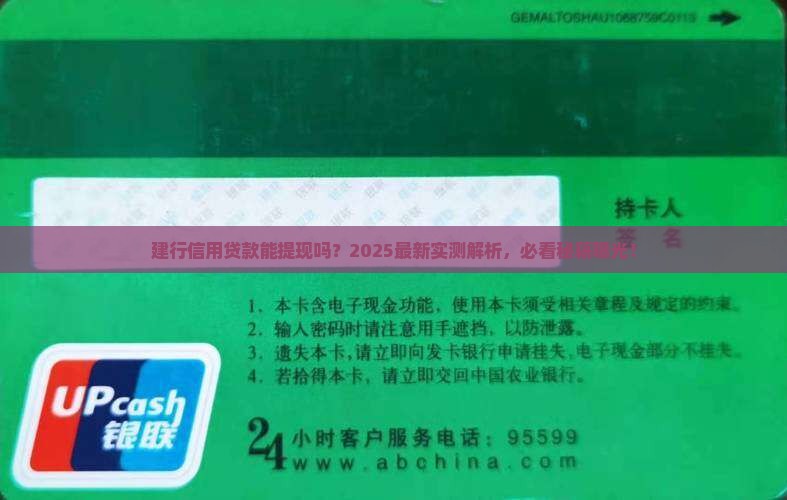 GEMALTOSHAU1068759C0119
持卡人
签 名
建行信用贷款能提现吗？2025最新实测解析，必看
1．本卡含电子现金功能，使用本卡须受相关章程及规定的约束。
2．输入密码时请注意用手遮挡，以防泄露。
3．遗失本卡,请立即向发卡银行申请挂失,电子现金部分不挂失。
4．若拾得本卡，请立即交回中国农业银行。
UPcash
银联
24小时客户服务电话：95599
www.abchina.com